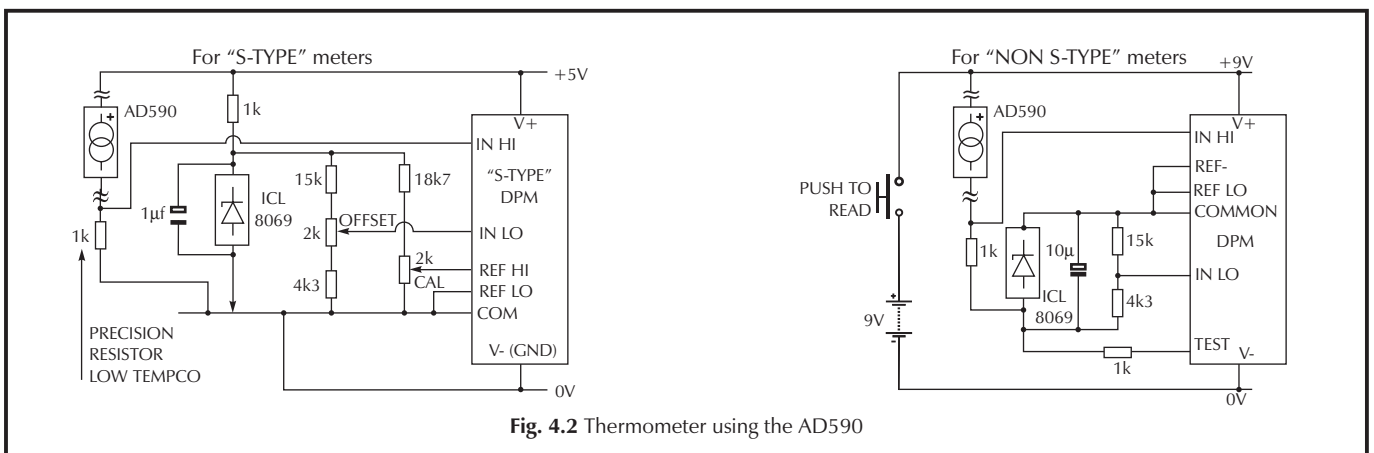 For “S-TYPE” meters
+5V
1k
AD590
+
V+
IN HI
“S-TYPE”
DPM
15k
18k7
ICL
8069
1µf
OFFSET
2k
IN LO
1k
2k
CAL
REF HI
4k3
REF LO
COM
PRECISION
RESISTOR
LOW TEMPCO
V- (GND)
0V
For “NON S-TYPE” meters
+9V
AD590
+
V+
IN HI
REF-
PUSH TO
READ
REF LO
COMMON
1k
10µ
15k
DPM
IN LO
ICL
8069
4k3
+
9V
-
TEST
V-
1k
0V
Fig. 4.2 Thermometer using the AD590